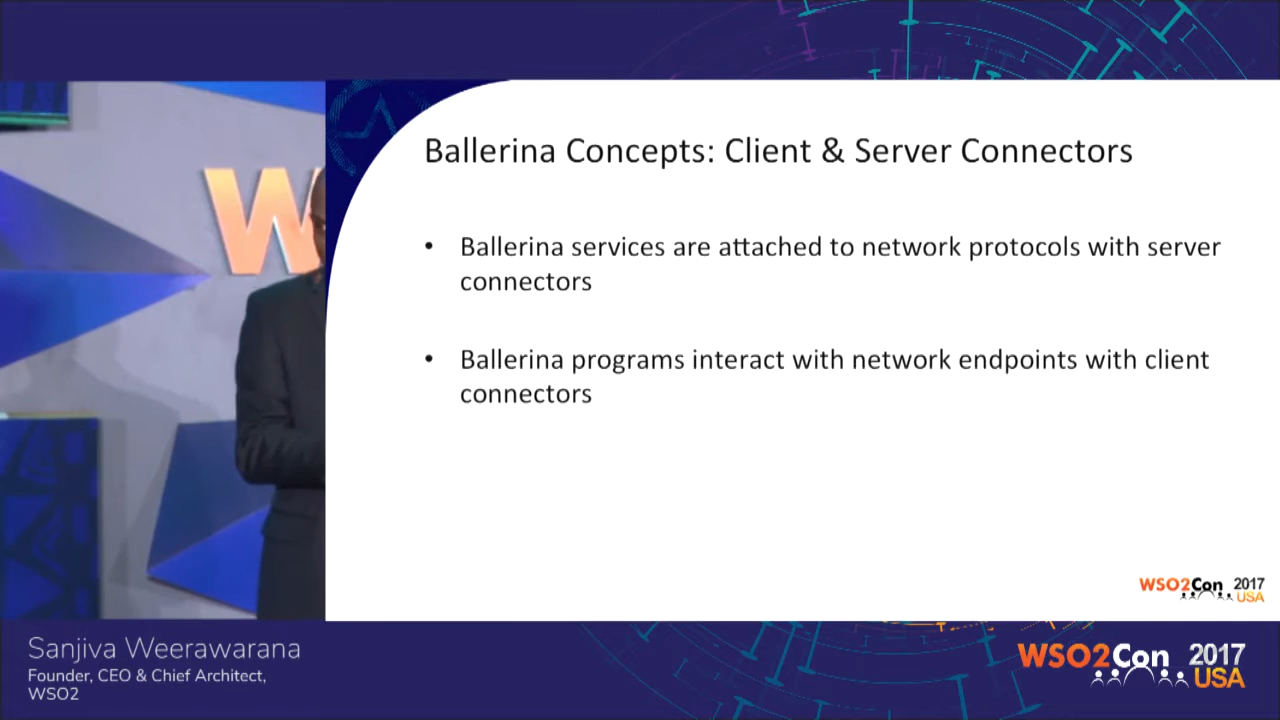 W
Ballerina Concepts: Client & Server Connectors
• Ballerina services are attached to network protocols with server
connectors
• Ballerina programs interact with network endpoints with client
connectors
WSO2Con 2017
USA
Sanjiva Weerawarana
Founder, CEO & Chief Architect,
WSO2
WSO2Con 2017
USA